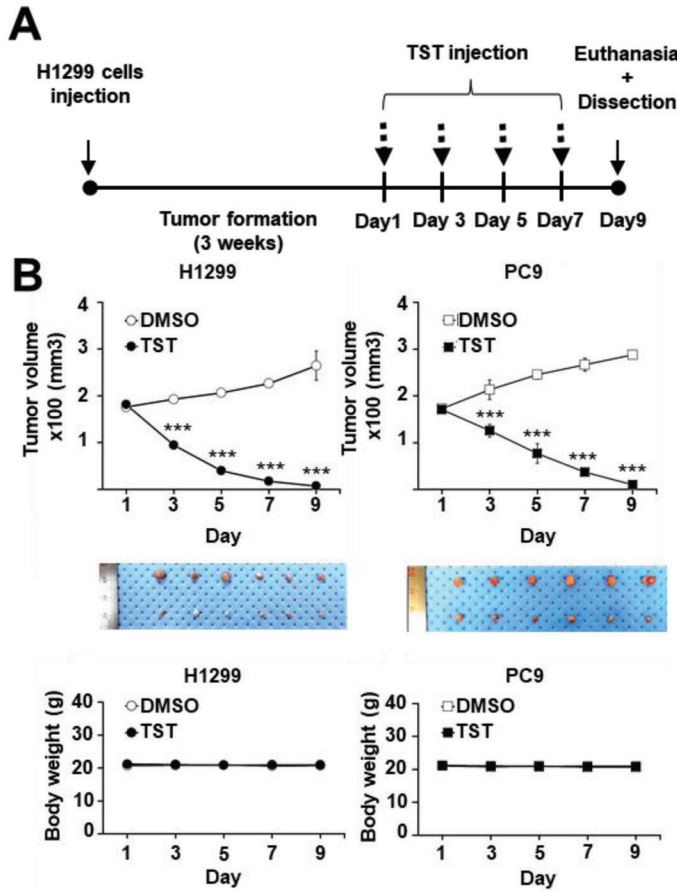 A
H1299 cells
injection
TST injection
Euthanasia
+
Dissection
Tumor formation
(3 weeks)
Day1 Day 3 Day 5 Day7 Day9
B
H1299
Tumor volume
x100 (mm3)
4
3
2
1
DMSO
TST
*** *** *** ***
1 3 5 7 9
Day
PC9
Tumor volume
x100 (mm3)
4
3
2
1
DMSO
TST
*** *** *** ***
1 3 5 7 9
Day
H1299
Body weight (g)
40
30
20
10
0
DMSO
TST
1 3 5 7 9
Day
PC9
Body weight (g)
40
30
20
10
0
DMSO
TST
1 3 5 7 9
Day